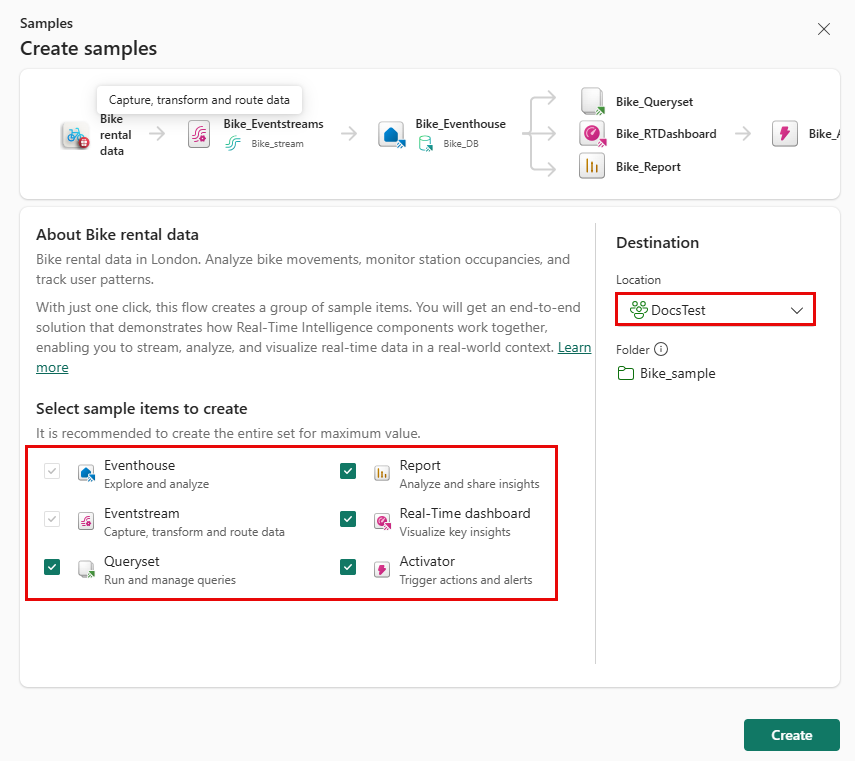 Samples
Create samples
Capture, transform and route data
Bike
rental
data
Bike_Eventstreams
Bike_stream
Bike_Eventhouse
Bike_DB
Bike_Queryset
Bike_RTDashboard
Bike_Report
Bike_A
About Bike rental data
Bike rental data in London. Analyze bike movements, monitor station occupancies, and
track user patterns.
With just one click, this flow creates a group of sample items. You will get an end-to-end
solution that demonstrates how Real-Time Intelligence components work together,
enabling you to stream, analyze, and visualize real-time data in a real-world context. Learn
more
Select sample items to create
It is recommended to create the entire set for maximum value.
Eventhouse
Explore and analyze
Eventstream
Capture, transform and route data
Queryset
Run and manage queries
Report
Analyze and share insights
Real-Time dashboard
Visualize key insights
Activator
Trigger actions and alerts
Destination
Location
DocsTest
Folder
Bike_sample
Create